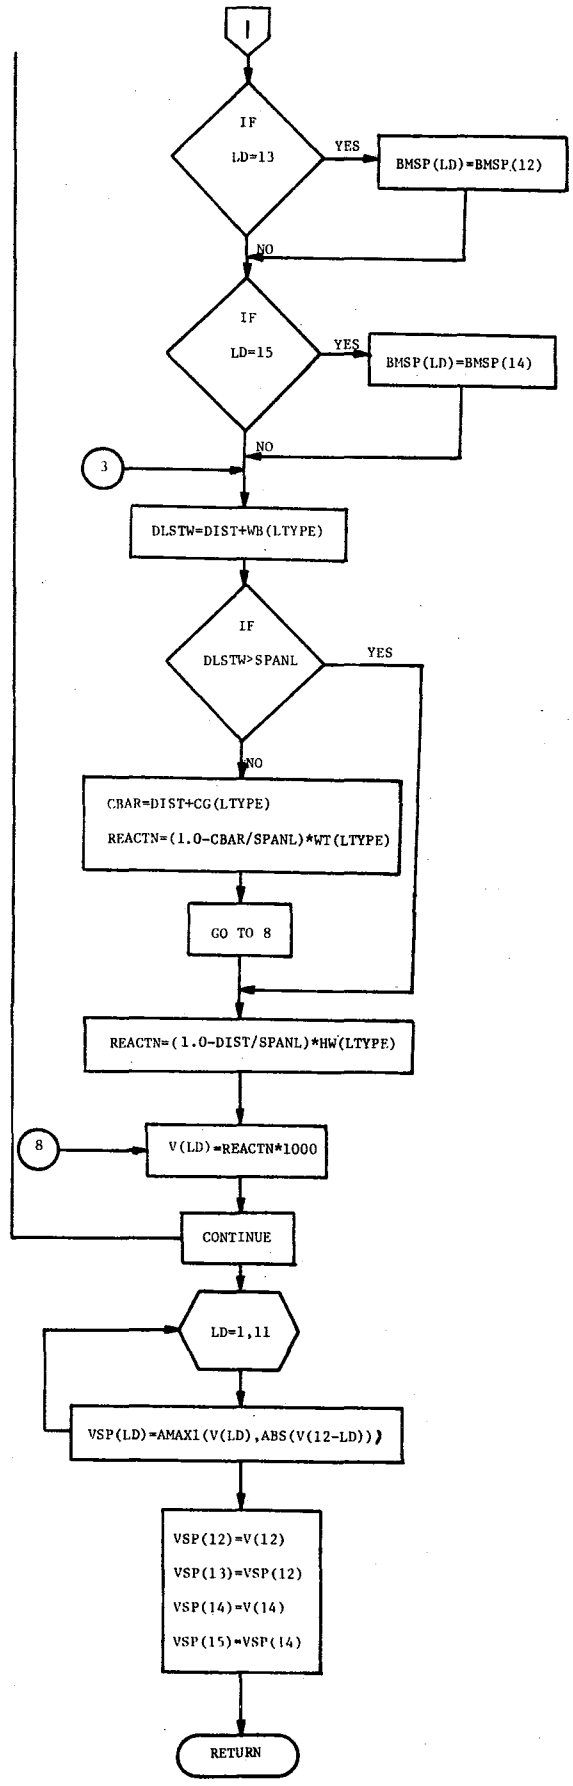 1
IF
LD=13
YES
BMSP(LD)=BMSP(12)
NO
IF
LD=15
YES
BMSP(LD)=BMSP(14)
NO
3
DLSTW=DIST+WB(LTYPE)
IF
DLSTW>SPANL
YES
NO
CBAR=DIST+CG(LTYPE)
REACTN=(1.0-CBAR/SPANL)*WT(LTYPE)
GO TO 8
REACTN=(1.0-DIST/SPANL)*HW(LTYPE)
8
V(LD)=REACTN*1000
CONTINUE
LD=1,11
VSP(LD)=AMAX1(V(LD),ABS(V(12-LD)))
VSP(12)=V(12)
VSP(13)=VSP(12)
VSP(14)=V(14)
VSP(15)=VSP(14)
RETURN